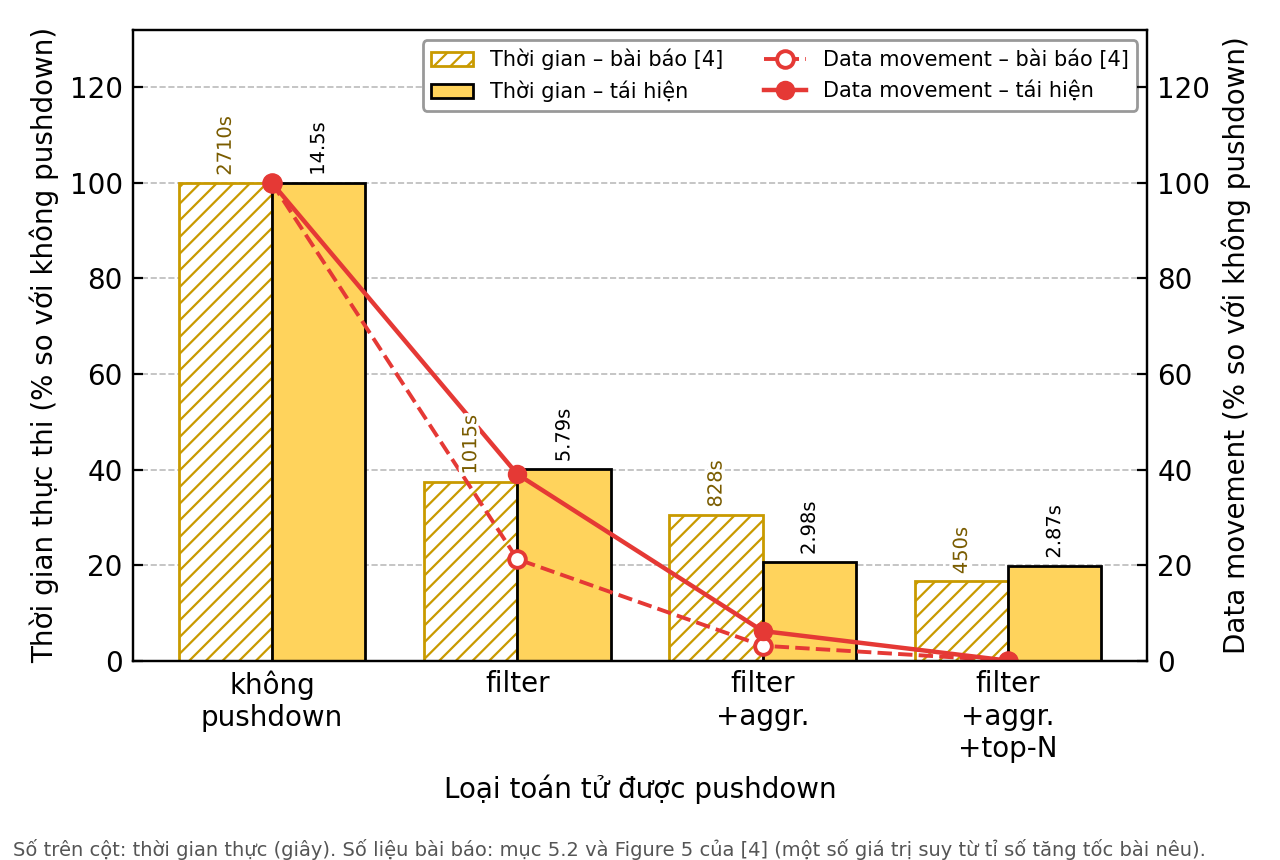 Thời gian – bài báo [4]
Thời gian – tái hiện
Data movement – bài báo [4]
Data movement – tái hiện
Thời gian thực thi (% so với không pushdown)
120
100
80
60
40
20
0
2710s
14.5s
1015s
5.79s
828s
2.98s
450s
2.87s
120
100
80
60
40
20
0
Data movement (% so với không pushdown)
không
pushdown
filter
filter
+aggr.
filter
+aggr.
+top-N
Loại toán tử được pushdown
Số trên cột: thời gian thực (giây). Số liệu bài báo: mục 5.2 và Figure 5 của [4] (một số giá trị suy từ tỉ số tăng tốc bài nêu).